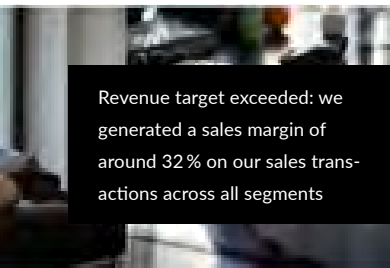 Revenue target exceeded: we
generated a sales margin of
around 32 % on our sales trans-
actions across all segments